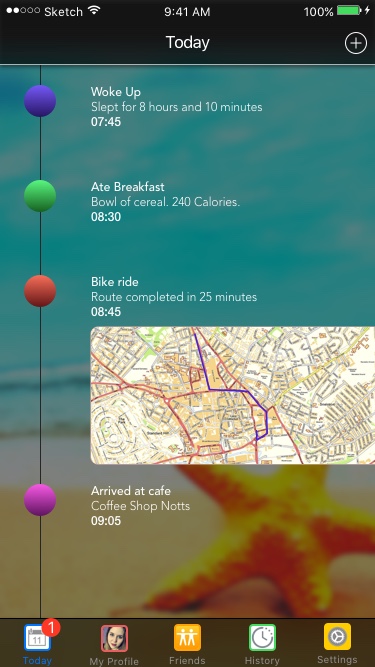 Sketch 9:41 AM 100%
Today
Woke Up
Slept for 8 hours and 10 minutes
07:45
Ate Breakfast
Bowl of cereal. 240 Calories.
08:30
Bike ride
Route completed in 25 minutes
08:45
Arrived at cafe
Coffee Shop Notts
09:05
11 1
Today My Profile Friends History Settings